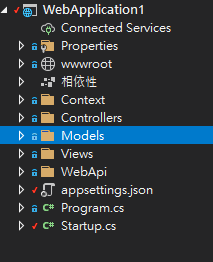 WebApplication1
Connected Services
Properties
wwwroot
相依性
Context
Controllers
Models
Views
WebApi
appsettings.json
C# Program.cs
C# Startup.cs